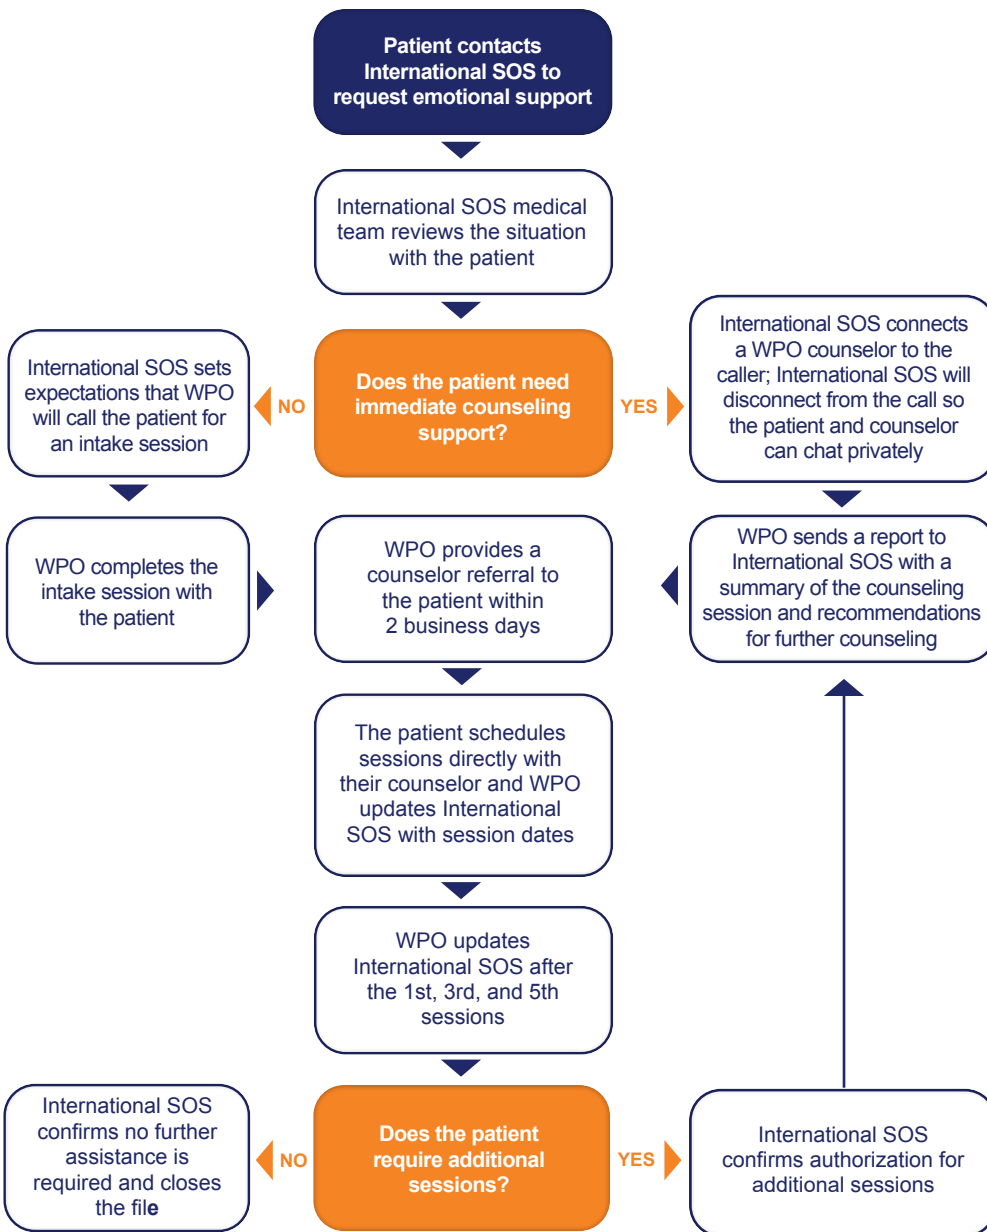 Patient contacts
International SOS to
request emotional support
International SOS medical
team reviews the situation
with the patient
International SOS sets
expectations that WPO
will call the patient for
an intake session
NO
Does the patient need
immediate counseling
support?
YES
International SOS connects
a WPO counselor to the
caller; International SOS will
disconnect from the call so
the patient and counselor
can chat privately
WPO completes the
intake session with
the patient
WPO provides a
counselor referral to
the patient within
2 business days
WPO sends a report to
International SOS with a
summary of the counseling
session and recommendations
for further counseling
The patient schedules
sessions directly with
their counselor and WPO
updates International
SOS with session dates
WPO updates
International SOS after
the 1st, 3rd, and 5th
sessions
International SOS
confirms no further
assistance is
required and closes
the file
NO
Does the patient
require additional
sessions?
YES
International SOS
confirms authorization for
additional sessions